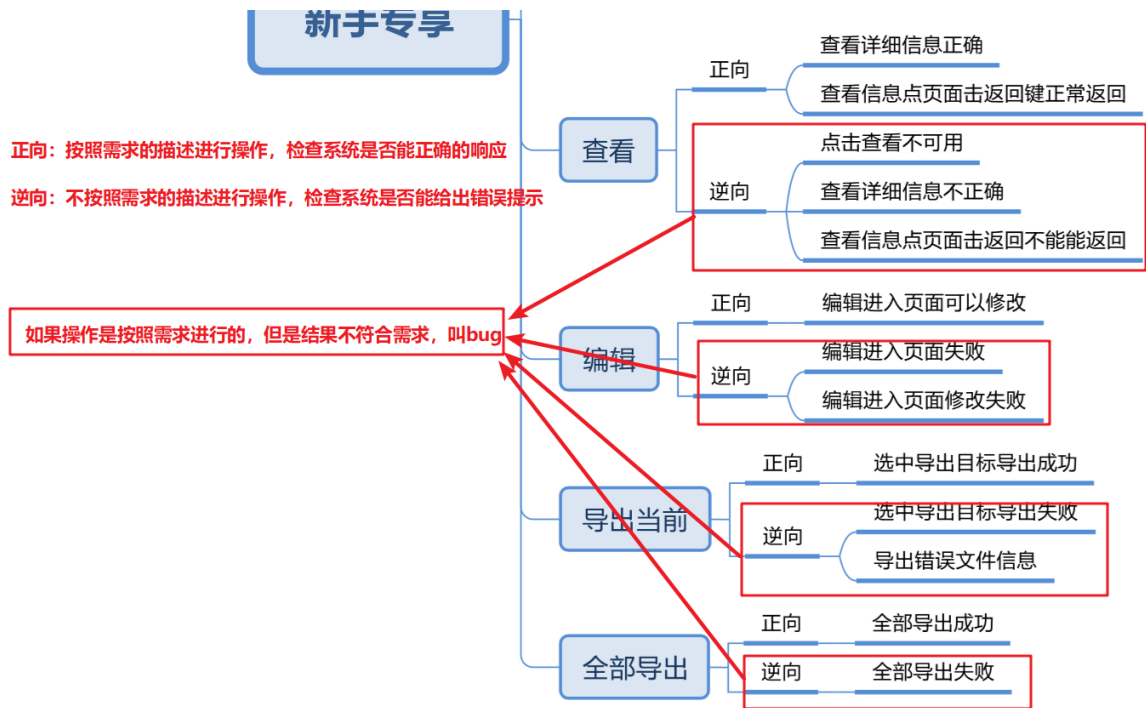 新手专享
查看
正向
查看详细信息正确
查看信息点页面击返回键正常返回
逆向
点击查看不可用
查看详细信息不正确
查看信息点页面击返回不能能返回
正向：按照需求的描述进行操作，检查系统是否能正确的响应
逆向：不按照需求的描述进行操作，检查系统是否能给出错误提示
如果操作是按照需求进行的，但是结果不符合需求，叫bug
编辑
正向
编辑进入页面可以修改
逆向
编辑进入页面失败
编辑进入页面修改失败
导出当前
正向
选中导出目标导出成功
逆向
选中导出目标导出失败
导出错误文件信息
全部导出
正向
全部导出成功
逆向
全部导出失败